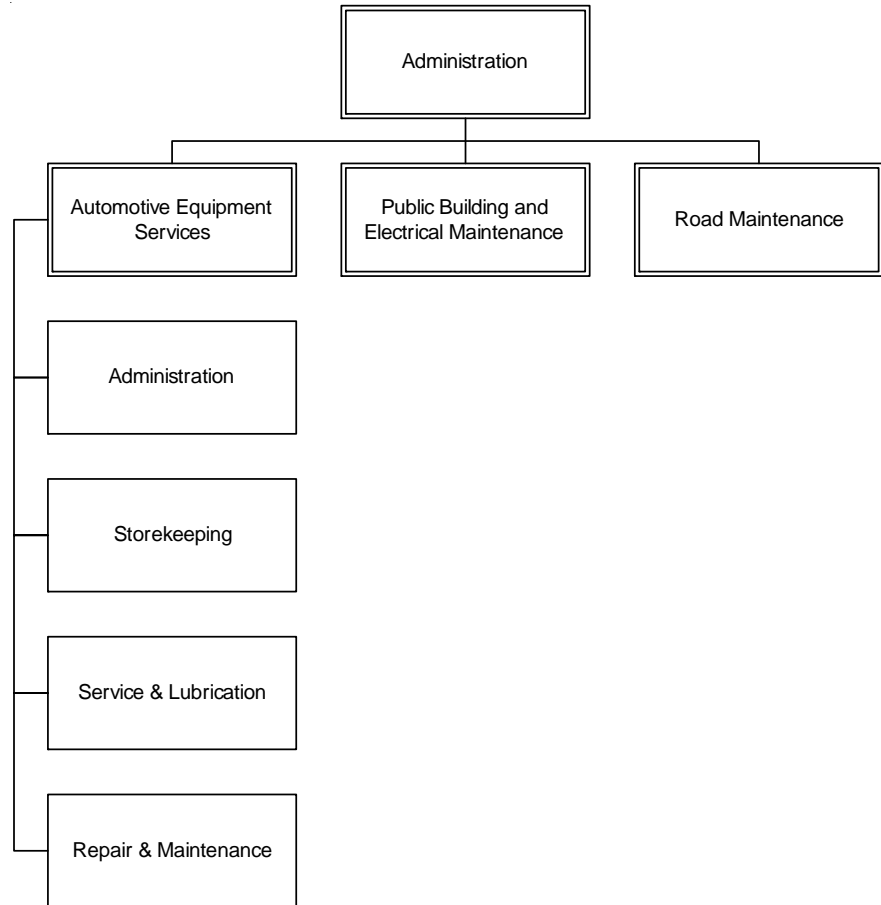 Administration
Automotive Equipment
Services
Public Building and
Electrical Maintenance
Road Maintenance
Administration
Storekeeping
Service & Lubrication
Repair & Maintenance